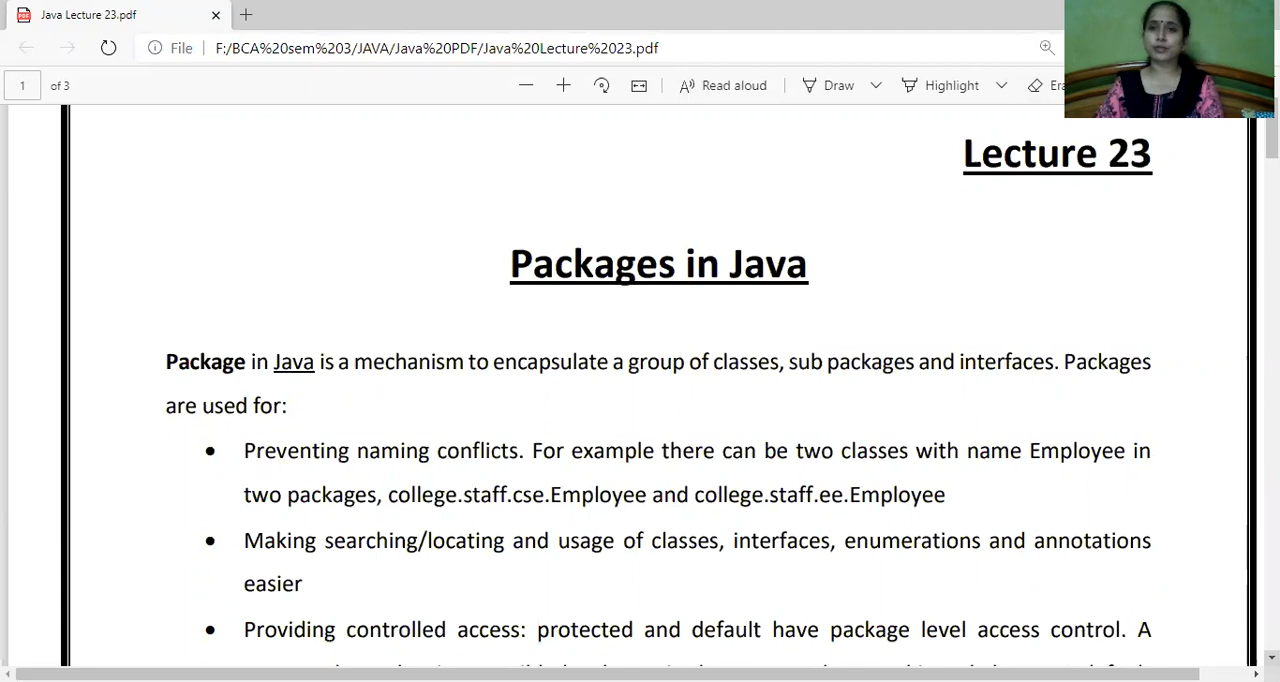 Java Lecture 23.pdf
File F:/BCA%20sem%203/JAVA/Java%20PDF/Java%20Lecture%2023.pdf
1 of 3 Read aloud Draw Highlight
Lecture 23
Packages in Java
Package in Java is a mechanism to encapsulate a group of classes, sub packages and interfaces. Packages
are used for:
• Preventing naming conflicts. For example there can be two classes with name Employee in
two packages, college.staff.cse.Employee and college.staff.ee.Employee
• Making searching/locating and usage of classes, interfaces, enumerations and annotations
easier
• Providing controlled access: protected and default have package level access control. A